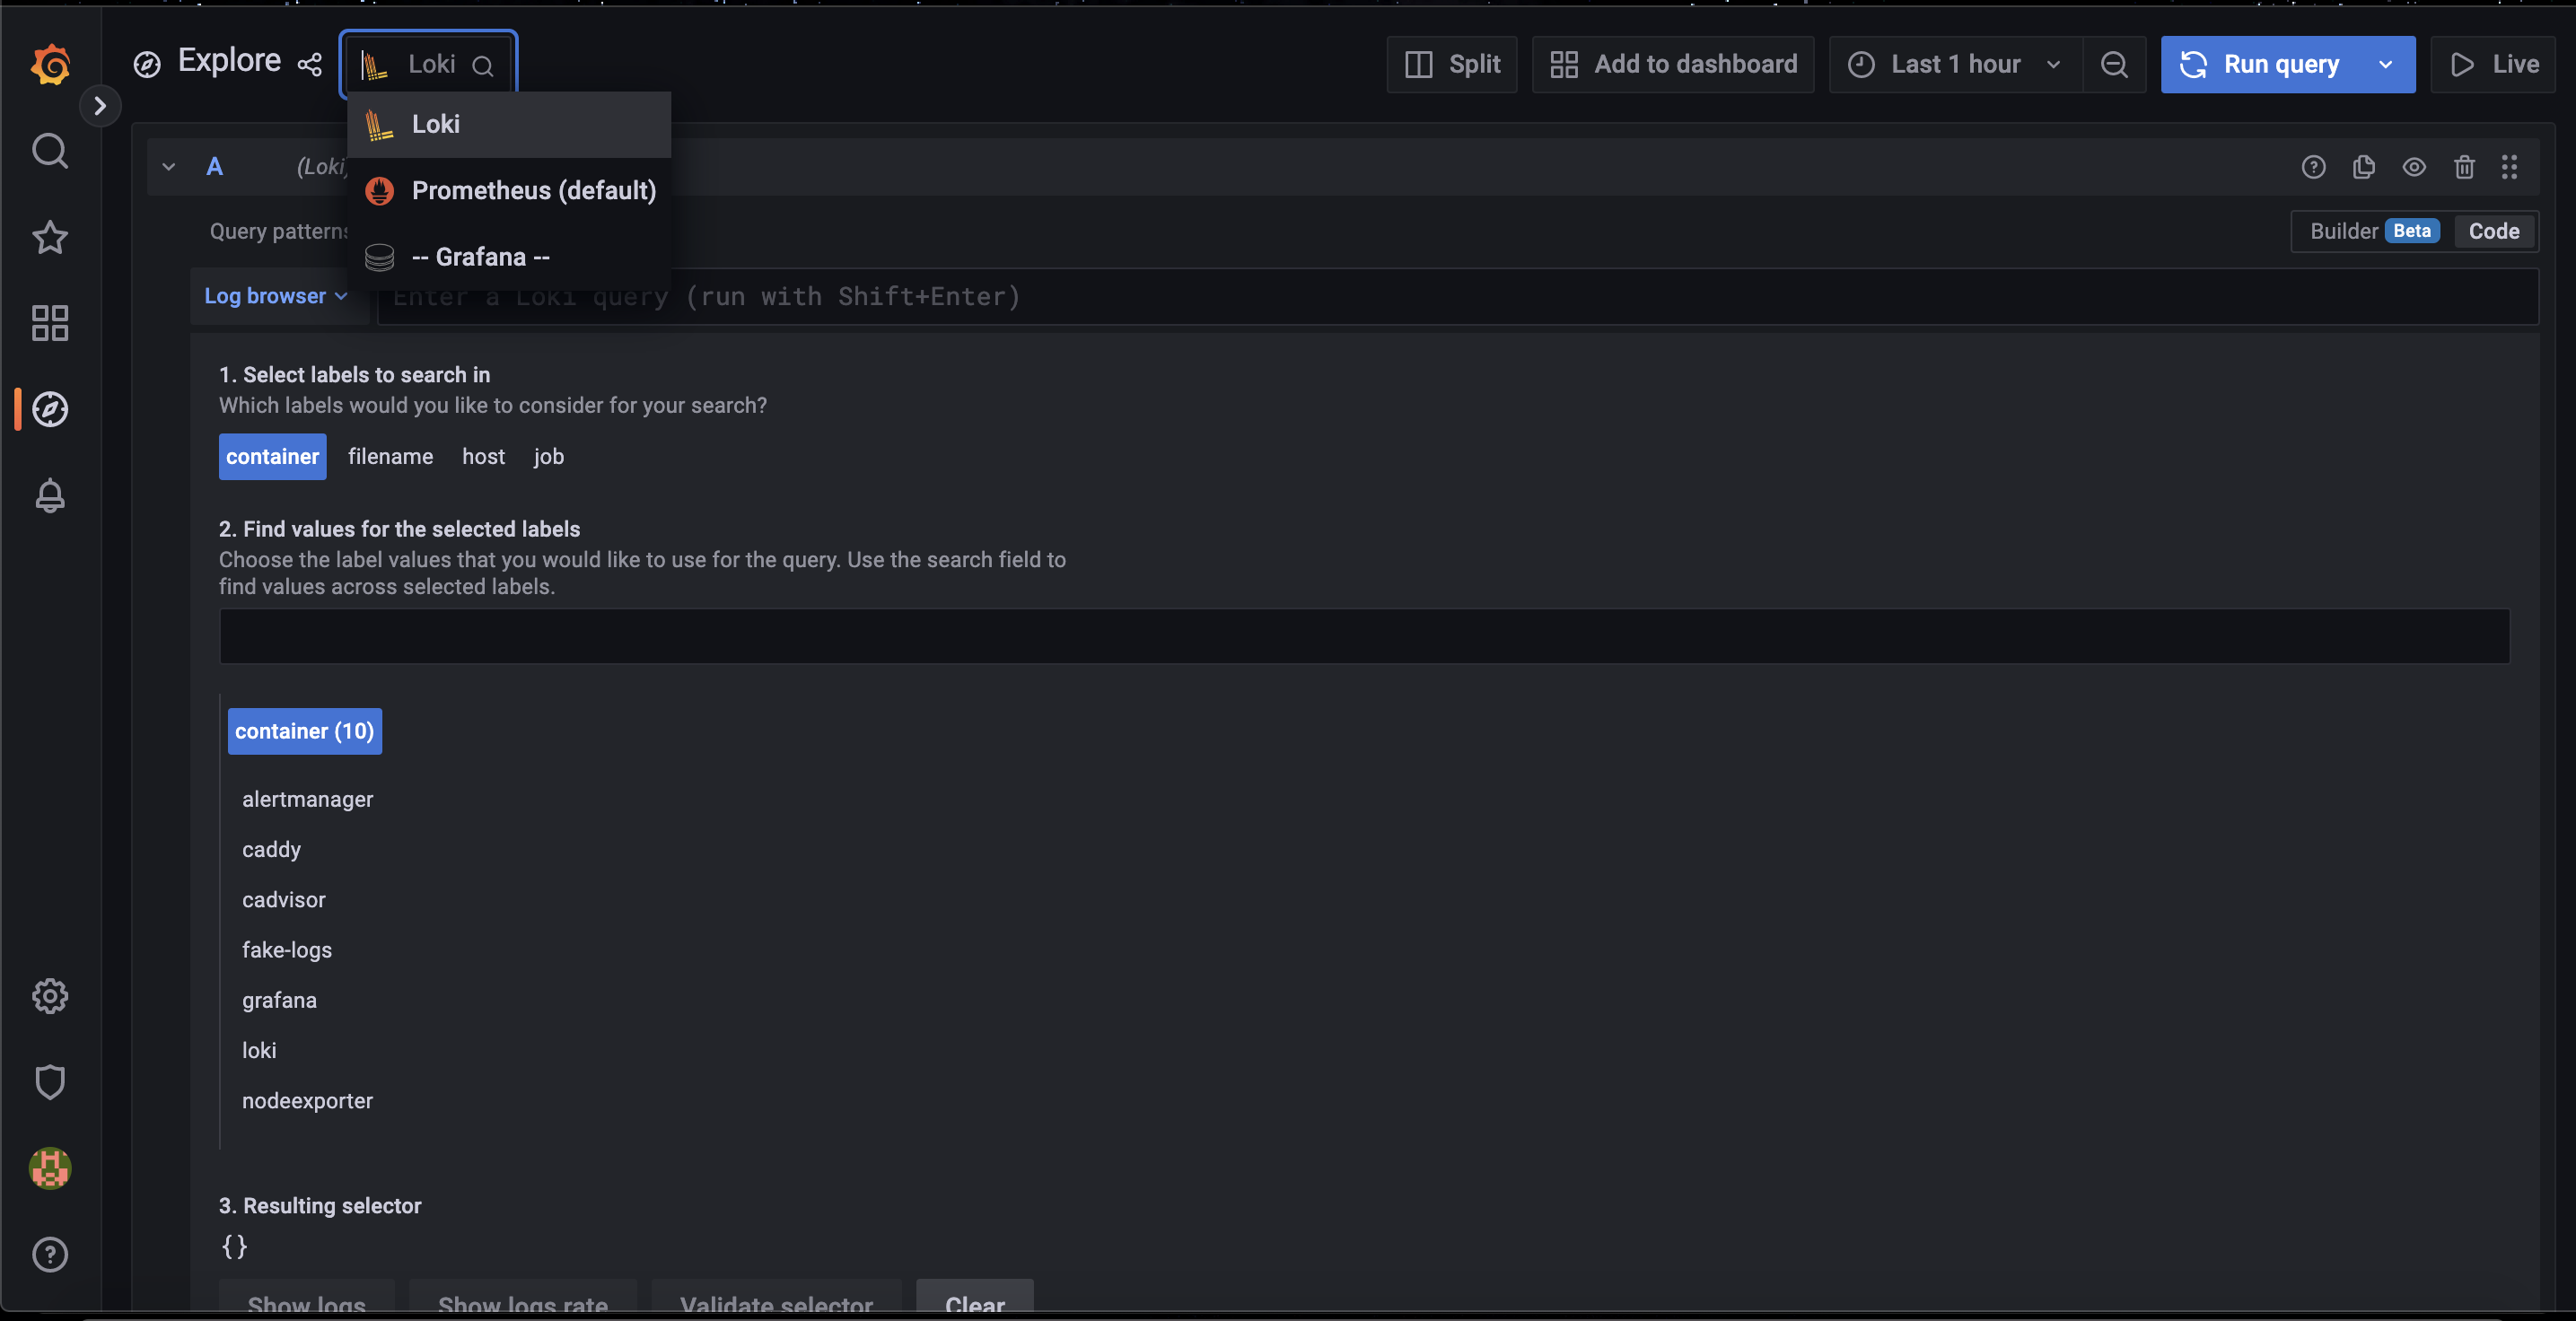 Explore
Loki
Split
Add to dashboard
Last 1 hour
Run query
Live
Loki
Prometheus (default)
-- Grafana --
A
(Loki)
Query patterns
Builder Beta
Code
Log browser
Enter a Loki query (run with Shift+Enter)
1. Select labels to search in
Which labels would you like to consider for your search?
container filename host job
2. Find values for the selected labels
Choose the label values that you would like to use for the query. Use the search field to
find values across selected labels.
container (10)
alertmanager
caddy
cadvisor
fake-logs
grafana
loki
nodeexporter
3. Resulting selector
{}
Show logs
Show logs rate
Validate selector
Clear